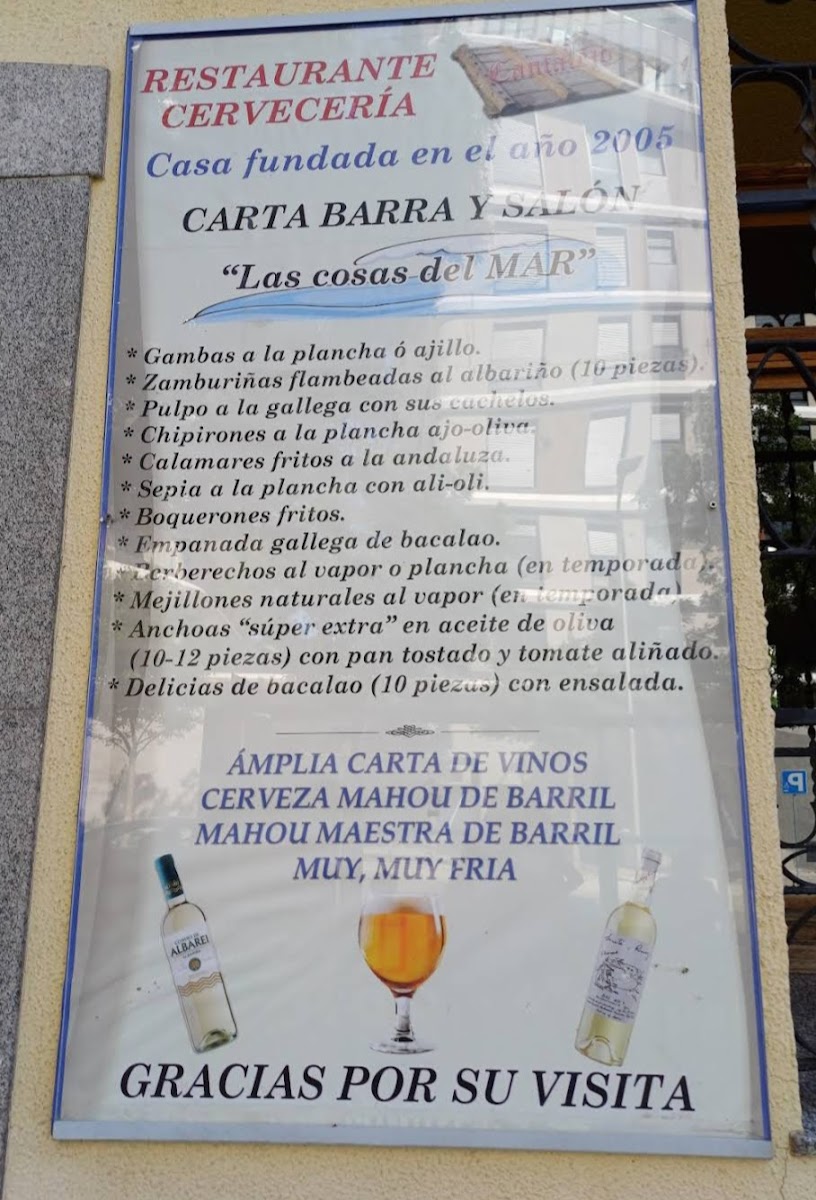 RESTAURANTE
CERVECERÍA
Casa fundada en el año 2005
CARTA BARRA Y SALÓN
“Las cosas del MAR”
* Gambas a la plancha ó ajillo.
* Zamburiñas flambeadas al albariño (10 piezas).
* Pulpo a la gallega con sus cachelos.
* Chipirones a la plancha ajo-oliva.
* Calamares fritos a la andaluza.
* Sepia a la plancha con ali-oli.
* Boquerones fritos.
* Empanada gallega de bacalao.
* Berberechos al vapor o plancha (en temporada).
* Mejillones naturales al vapor (en temporada)
* Anchoas “súper extra” en aceite de oliva
(10-12 piezas) con pan tostado y tomate aliñado.
* Delicias de bacalao (10 piezas) con ensalada.
ÁMPLIA CARTA DE VINOS
CERVEZA MAHOU DE BARRIL
MAHOU MAESTRA DE BARRIL
MUY, MUY FRIA
ALBAREI
GRACIAS POR SU VISITA
P